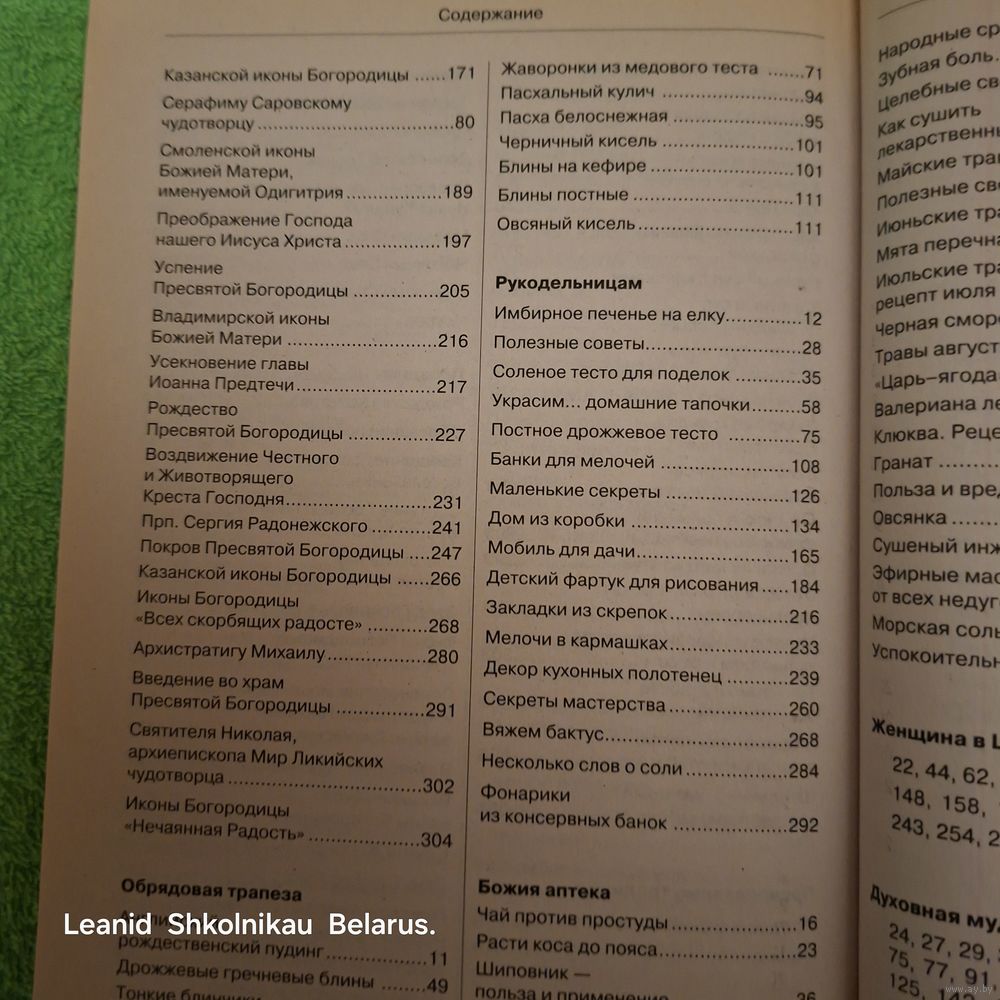 Содержание
Казанской иконы Богородицы ......171
Серафиму Саровскому
чудотворцу..............................80
Смоленской иконы
Божией Матери,
именуемой Одигитрия.................189
Преображение Господа
нашего Иисуса Христа.................197
Успение
Пресвятой Богородицы ...............205
Владимирской иконы
Божией Матери ..........................216
Усекновение главы
Иоанна Предтечи.........................217
Рождество
Пресвятой Богородицы ...............227
Воздвижение Честного
и Животворящего
Креста Господня..........................231
Прп. Сергия Радонежского ..........241
Покров Пресвятой Богородицы ....247
Казанской иконы Богородицы ......266
Иконы Богородицы
«Всех скорбящих радосте» ..........268
Архистратигу Михаилу..................280
Введение во храм
Пресвятой Богородицы ...............291
Святителя Николая,
архиепископа Мир Ликийских
чудотворца .................................302
Иконы Богородицы
«Нечаянная Радость» ..................304
Обрядовая трапеза
рождественский пудинг................11
Дрожжевые гречневые блины ......49
Тонкие блинчики
Жаворонки из медового теста .......71
Пасхальный кулич .......................94
Пасха белоснежная .....................95
Черничный кисель .......................101
Блины на кефире .........................101
Блины постные ............................111
Овсяный кисель...........................111
Рукодельницам
Имбирное печенье на елку............12
Полезные советы.........................28
Соленое тесто для поделок ..........35
Украсим... домашние тапочки........58
Постное дрожжевое тесто ...........75
Банки для мелочей ......................108
Маленькие секреты .....................126
Дом из коробки ............................134
Мобиль для дачи..........................165
Детский фартук для рисования.....184
Закладки из скрепок.....................216
Мелочи в кармашках....................233
Декор кухонных полотенец ..........239
Секреты мастерства.....................260
Вяжем бактус...............................268
Несколько слов о соли .................284
Фонарики
из консервных банок ...................292
Божия аптека
Чай против простуды ...................16
Расти коса до пояса.....................23
Шиповник —
польза и применение
Народные ср
Зубная боль.
Целебные св
Как сушить
лекарственн
Майские тра
Полезные све
Июньские тра
Мята перечна
Июльские тра
рецепт июля
Черная сморо
Травы август
«Царь–ягода
Валериана ле
Клюква. Реце
Гранат .........
Польза и вред
Овсянка ......
Сушеный инж
Эфирные мас
от всех недуг
Морская соль
Успокоительн
Женщина в Ц
22, 44, 62,
148, 158,
243, 254, 2
Духовная му
24, 27, 29,
75, 77, 91,
125,
Leanid Shkolnikau Belarus.
www.ay.by